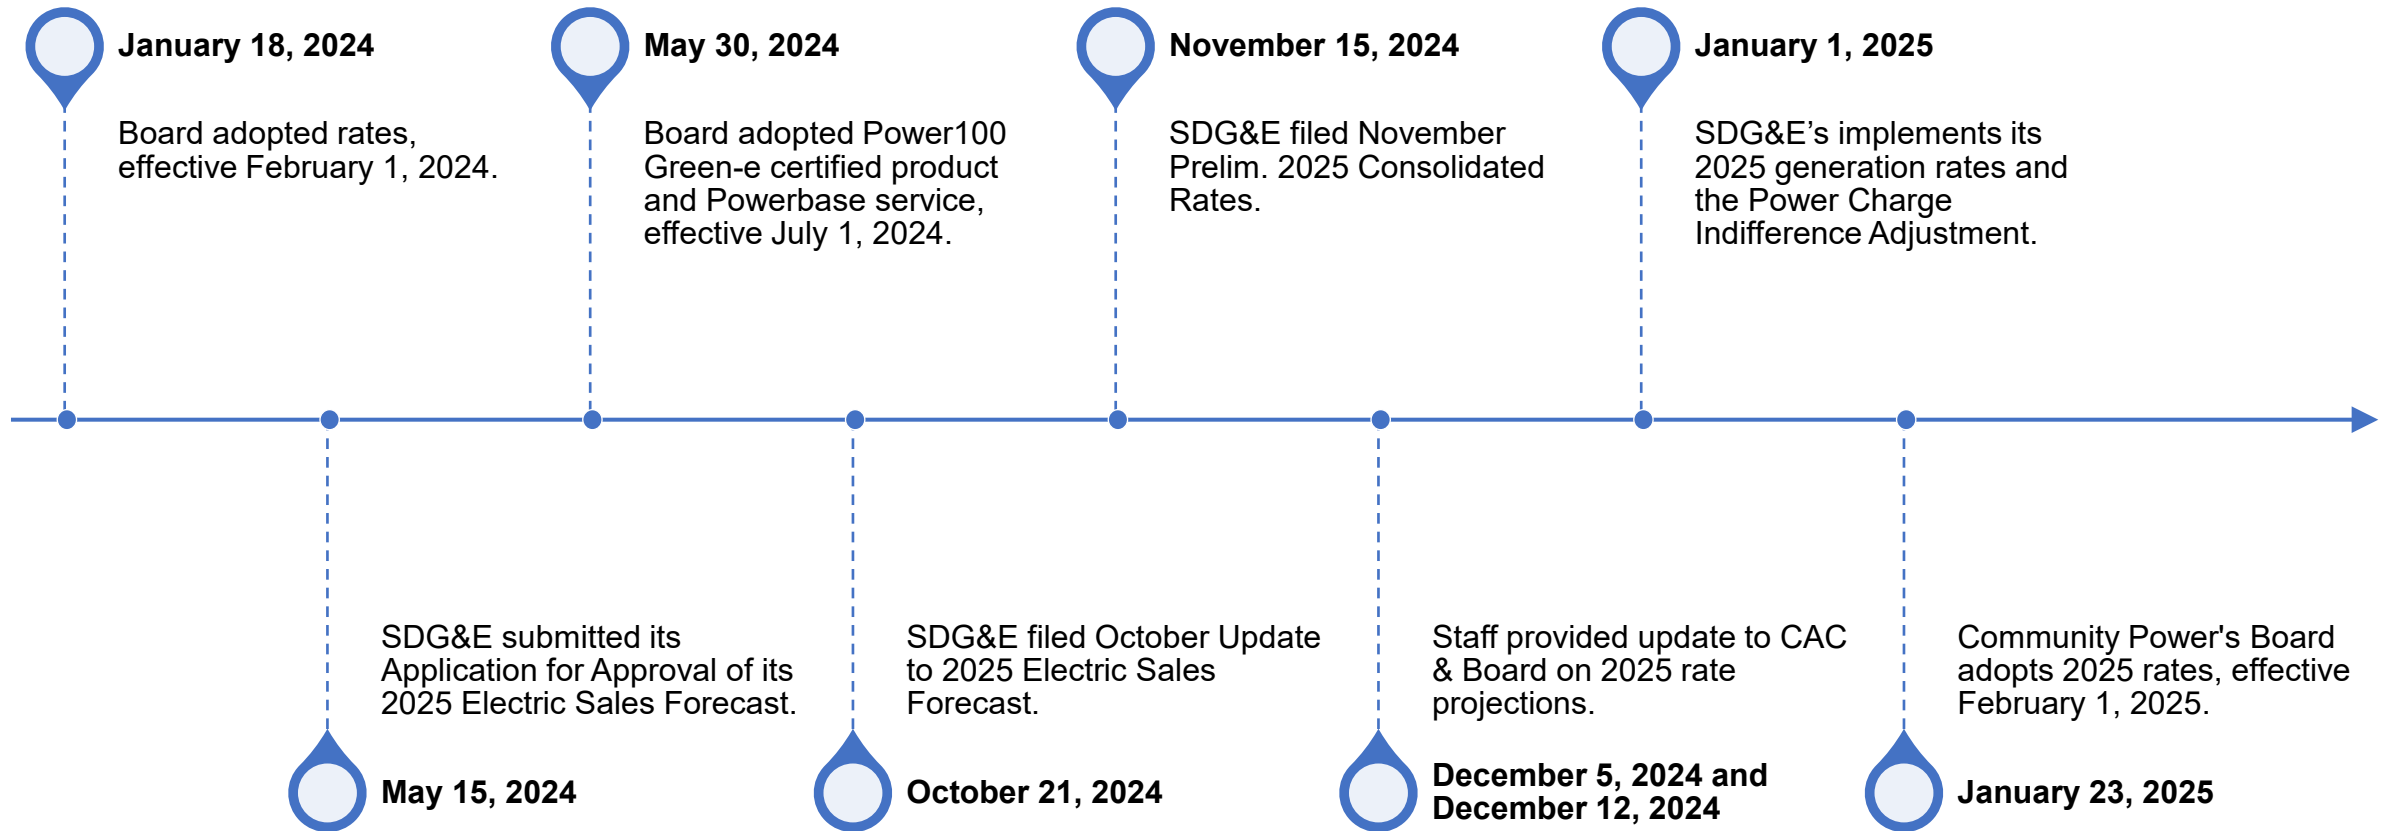 January 18, 2024
Board adopted rates,
effective February 1, 2024.
May 30, 2024
Board adopted Power100
Green-e certified product
and Powerbase service,
effective July 1, 2024.
November 15, 2024
SDG&E filed November
Prelim. 2025 Consolidated
Rates.
January 1, 2025
SDG&E’s implements its
2025 generation rates and
the Power Charge
Indifference Adjustment.
SDG&E submitted its
Application for Approval of its
2025 Electric Sales Forecast.
May 15, 2024
SDG&E filed October Update
to 2025 Electric Sales
Forecast.
October 21, 2024
Staff provided update to CAC
& Board on 2025 rate
projections.
December 5, 2024 and
December 12, 2024
Community Power's Board
adopts 2025 rates, effective
February 1, 2025.
January 23, 2025